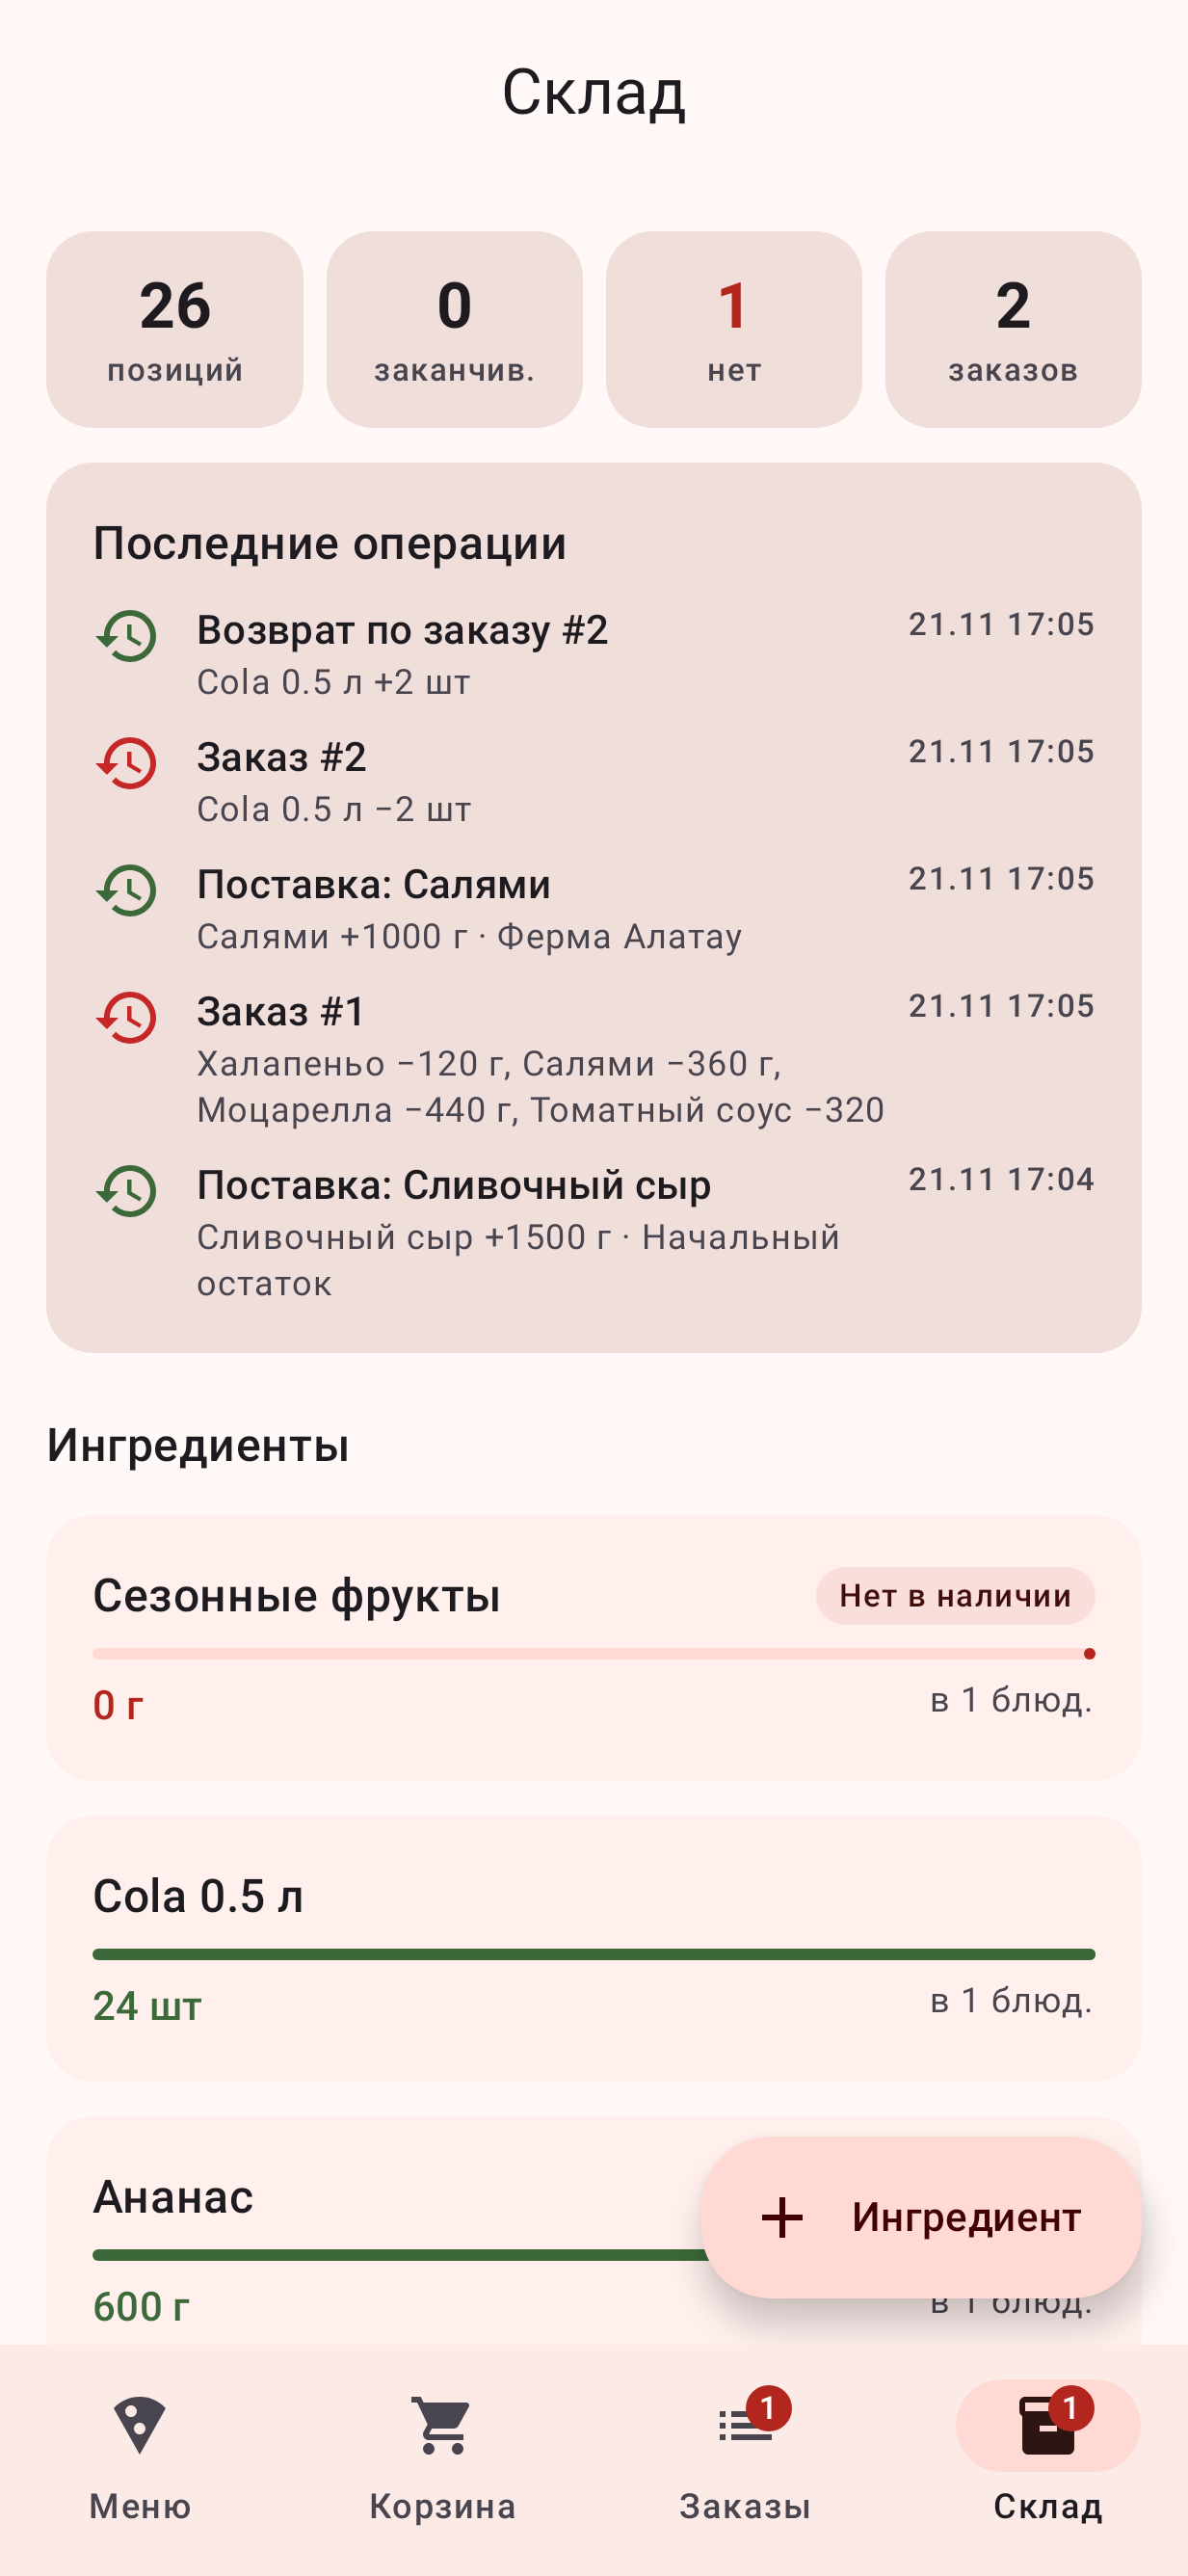 Склад
26
позиций
0
заканчив.
1
нет
2
заказов
Последние операции
Возврат по заказу #2
21.11 17:05
Cola 0.5 л +2 шт
Заказ #2
21.11 17:05
Cola 0.5 л −2 шт
Поставка: Салями
21.11 17:05
Салями +1000 г · Ферма Алатау
Заказ #1
21.11 17:05
Халапеньо −120 г, Салями −360 г,
Моцарелла −440 г, Томатный соус −320
Поставка: Сливочный сыр
21.11 17:04
Сливочный сыр +1500 г · Начальный
остаток
Ингредиенты
Сезонные фрукты
Нет в наличии
0 г
в 1 блюд.
Cola 0.5 л
24 шт
в 1 блюд.
Ананас
Ингредиент
600 г
в 1 блюд.
1
1
Меню
Корзина
Заказы
Склад